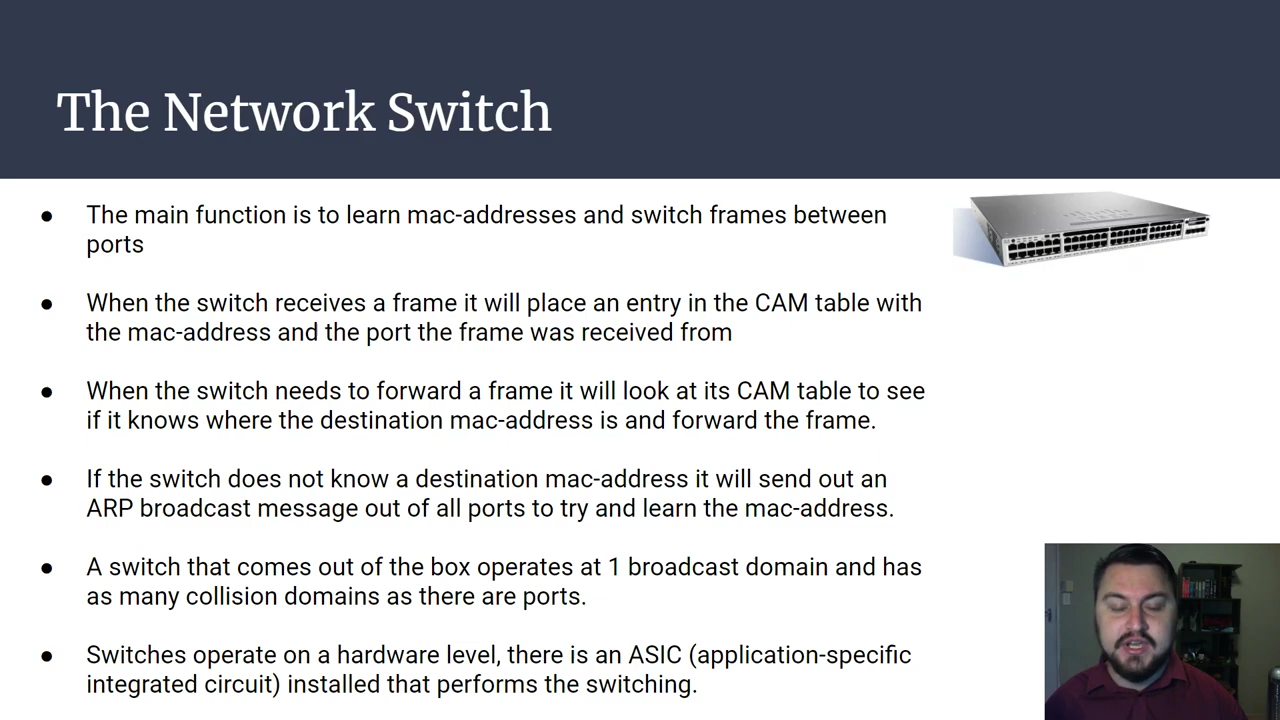 The Network Switch
● The main function is to learn mac-addresses and switch frames between
ports
● When the switch receives a frame it will place an entry in the CAM table with
the mac-address and the port the frame was received from
● When the switch needs to forward a frame it will look at its CAM table to see
if it knows where the destination mac-address is and forward the frame.
● If the switch does not know a destination mac-address it will send out an
ARP broadcast message out of all ports to try and learn the mac-address.
● A switch that comes out of the box operates at 1 broadcast domain and has
as many collision domains as there are ports.
● Switches operate on a hardware level, there is an ASIC (application-specific
integrated circuit) installed that performs the switching.